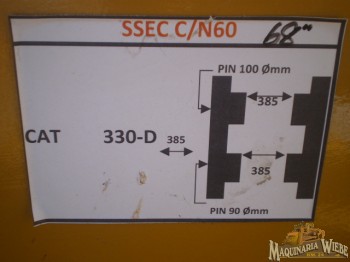 SSEC C/N60 68"
PIN 100 Ømm
385
CAT 330-D 385
385
PIN 90 Ømm
MAQUINARIA WIEBE